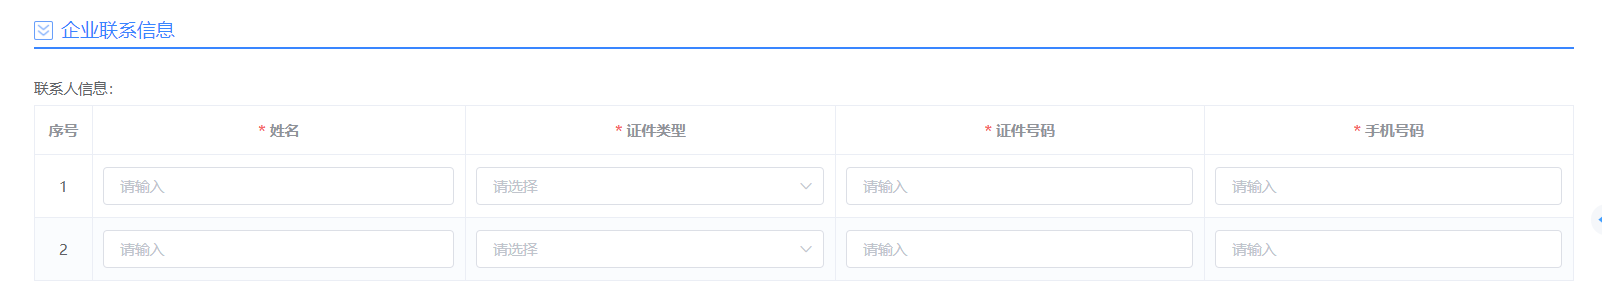 企业联系信息
联系人信息：
序号 * 姓名 * 证件类型 * 证件号码 * 手机号码
1 请输入 请选择 请输入 请输入
2 请输入 请选择 请输入 请输入